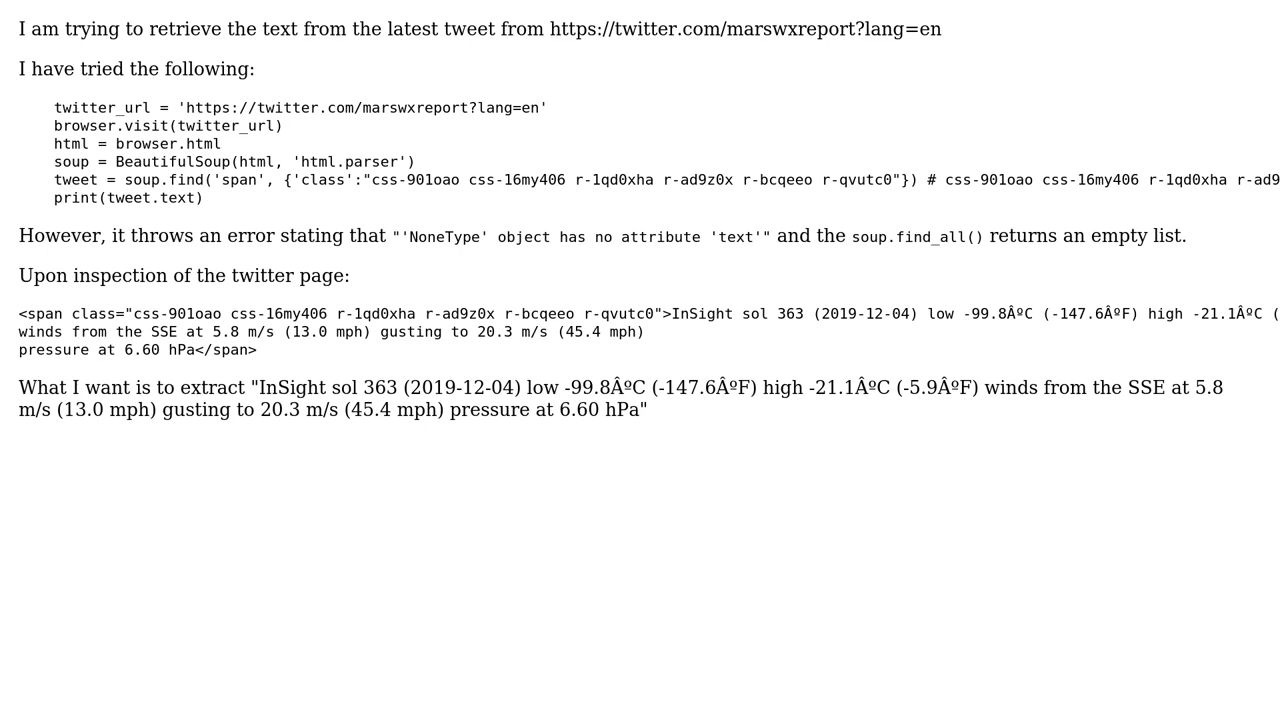 I am trying to retrieve the text from the latest tweet from https://twitter.com/marswxreport?lang=en
I have tried the following:
twitter_url = 'https://twitter.com/marswxreport?lang=en'
browser.visit(twitter_url)
html = browser.html
soup = BeautifulSoup(html, 'html.parser')
tweet = soup.find('span', {'class':"css-901oao css-16my406 r-1qd0xha r-ad9z0x r-bcqeeo r-qvutc0"}) # css-901oao css-16my406 r-1qd0xha r-ad9
print(tweet.text)
However, it throws an error stating that "'NoneType' object has no attribute 'text'" and the soup.find_all() returns an empty list.
Upon inspection of the twitter page:
<span class="css-901oao css-16my406 r-1qd0xha r-ad9z0x r-bcqeeo r-qvutc0">InSight sol 363 (2019-12-04) low -99.8ÂºC (-147.6ÂºF) high -21.1ÂºC (
winds from the SSE at 5.8 m/s (13.0 mph) gusting to 20.3 m/s (45.4 mph)
pressure at 6.60 hPa</span>
What I want is to extract "InSight sol 363 (2019-12-04) low -99.8ÂºC (-147.6ÂºF) high -21.1ÂºC (-5.9ÂºF) winds from the SSE at 5.8
m/s (13.0 mph) gusting to 20.3 m/s (45.4 mph) pressure at 6.60 hPa"